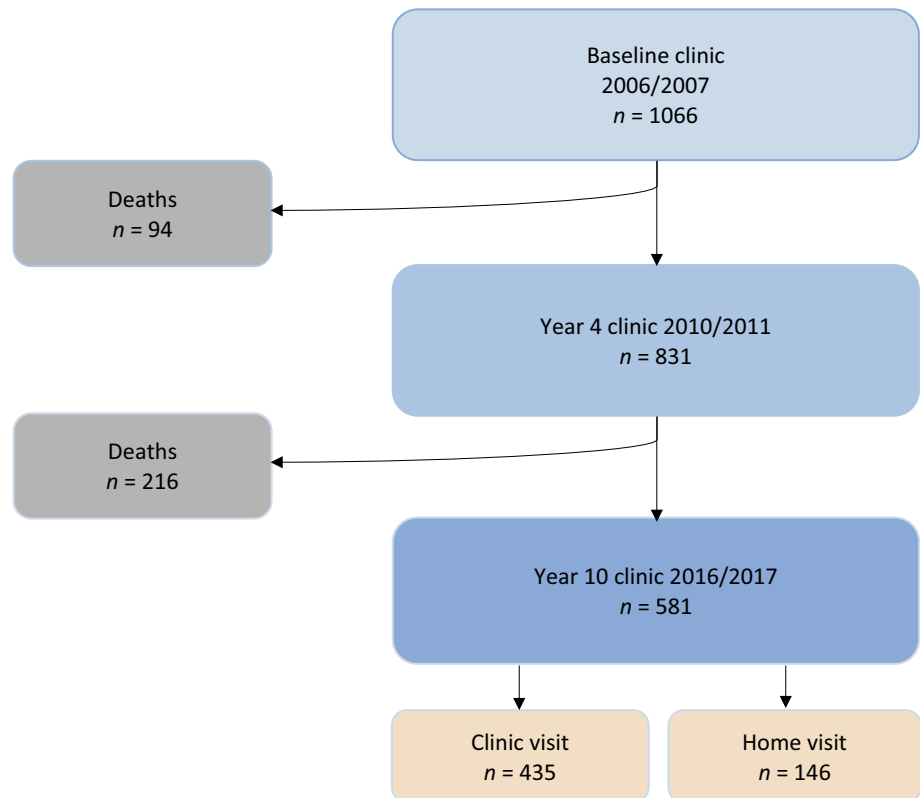 Baseline clinic
2006/2007
n = 1066
Deaths
n = 94
Year 4 clinic 2010/2011
n = 831
Deaths
n = 216
Year 10 clinic 2016/2017
n = 581
Clinic visit
n = 435
Home visit
n = 146